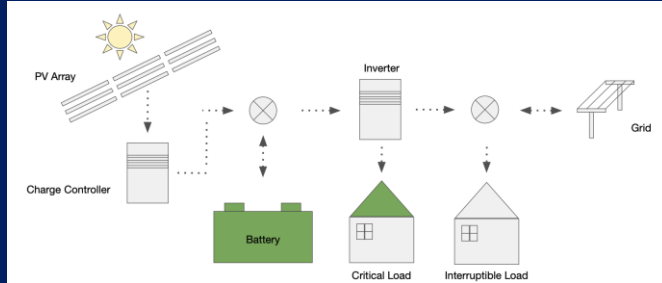 PV Array
Inverter
Grid
Charge Controller
Battery
Critical Load
Interruptible Load